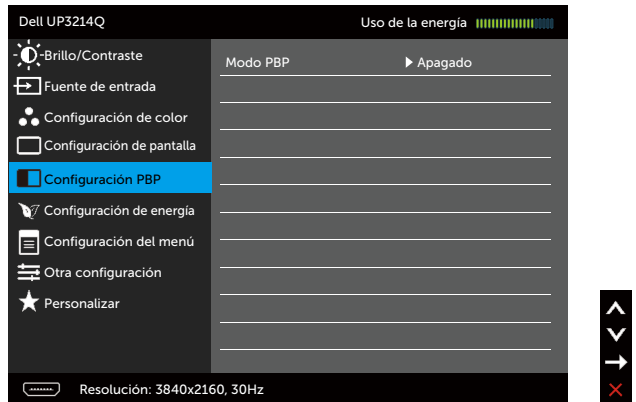 Dell UP3214Q
Uso de la energía
Brillo/Contraste
Modo PBP
Apagado
Fuente de entrada
Configuración de color
Configuración de pantalla
Configuración PBP
Configuración de energía
Configuración del menú
Otra configuración
Personalizar
Resolución: 3840x2160, 30Hz